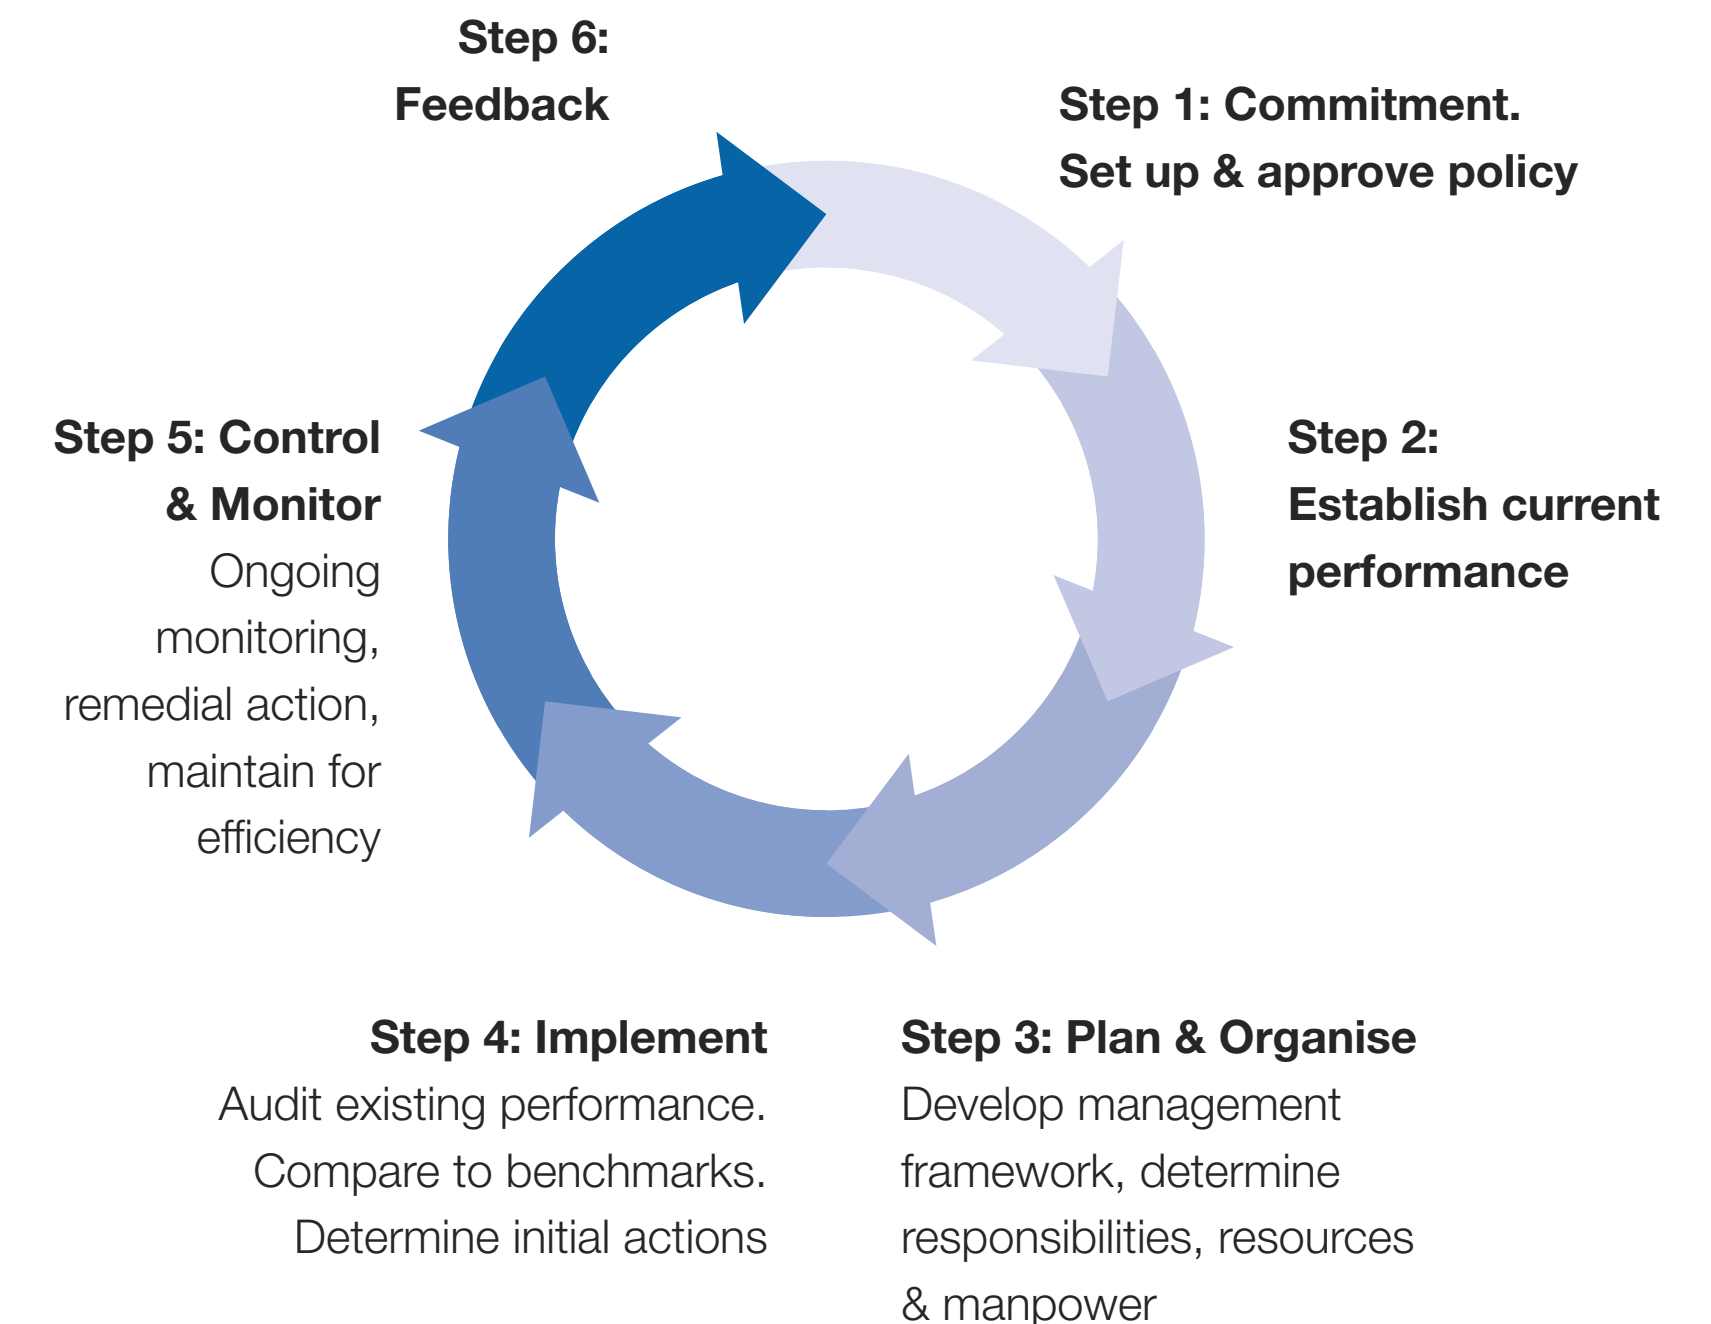 Step 6:
Feedback
Step 1: Commitment.
Set up & approve policy
Step 2:
Establish current
performance
Step 3: Plan & Organise
Develop management
framework, determine
responsibilities, resources
& manpower
Step 4: Implement
Audit existing performance.
Compare to benchmarks.
Determine initial actions
Step 5: Control
& Monitor
Ongoing
monitoring,
remedial action,
maintain for
efficiency